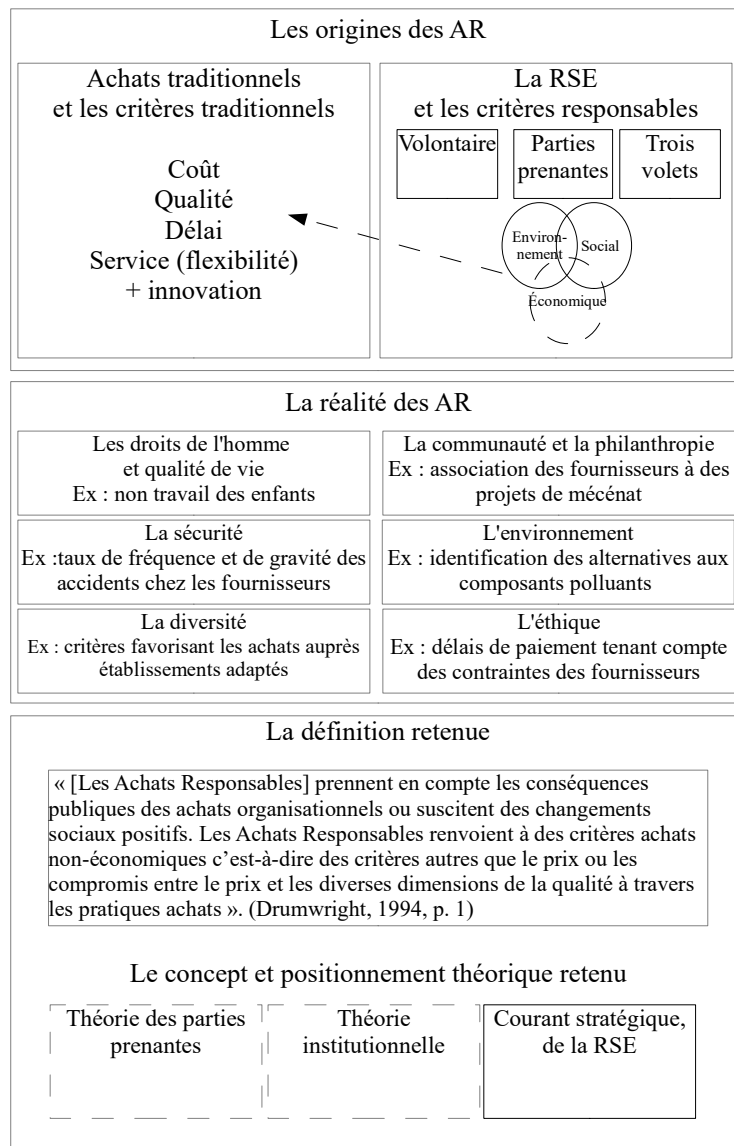 Les origines des AR
Achats traditionnels
et les critères traditionnels
Coût
Qualité
Délai
Service (flexibilité)
+ innovation
La RSE
et les critères responsables
Volontaire
Parties
prenantes
Trois
volets
Environ-
nement
Social
Économique
La réalité des AR
Les droits de l'homme
et qualité de vie
Ex : non travail des enfants
La communauté et la philanthropie
Ex : association des fournisseurs à des
projets de mécénat
La sécurité
Ex :taux de fréquence et de gravité des
accidents chez les fournisseurs
L'environnement
Ex : identification des alternatives aux
composants polluants
La diversité
Ex : critères favorisant les achats auprès
établissements adaptés
L'éthique
Ex : délais de paiement tenant compte
des contraintes des fournisseurs
La définition retenue
« [Les Achats Responsables] prennent en compte les conséquences
publiques des achats organisationnels ou suscitent des changements
sociaux positifs. Les Achats Responsables renvoient à des critères achats
non-économiques c’est-à-dire des critères autres que le prix ou les
compromis entre le prix et les diverses dimensions de la qualité à travers
les pratiques achats ». (Drumwright, 1994, p. 1)
Le concept et positionnement théorique retenu
Théorie des parties
prenantes
Théorie
institutionnelle
Courant stratégique,
de la RSE